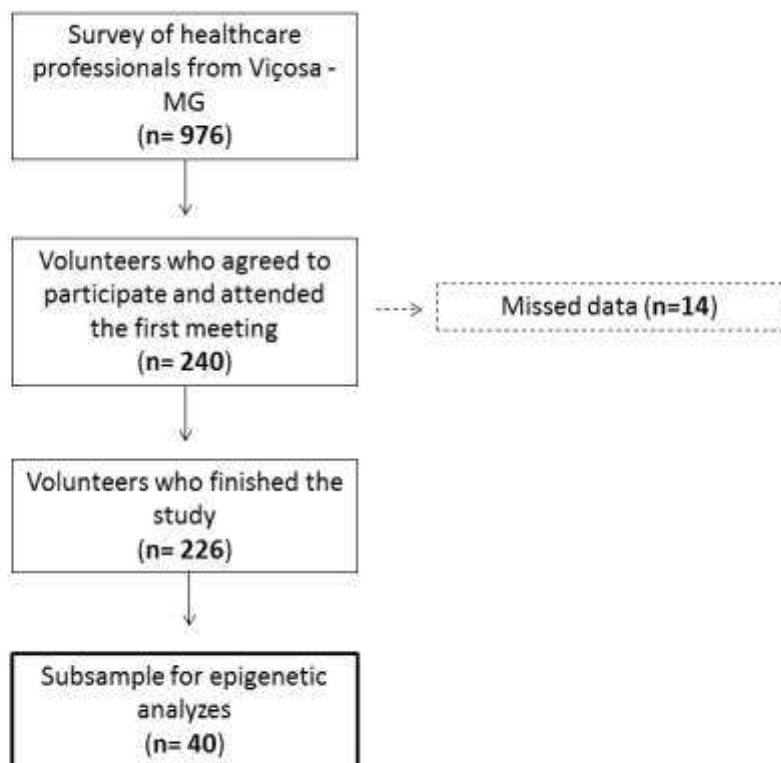 Survey of healthcare
professionals from Viçosa -
MG
(n= 976)
Volunteers who agreed to
participate and attended
the first meeting
(n= 240)
Missed data (n=14)
Volunteers who finished the
study
(n= 226)
Subsample for epigenetic
analyzes
(n= 40)